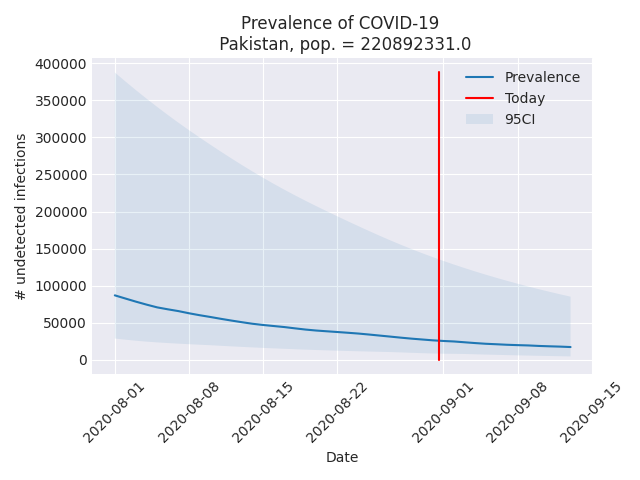 Prevalence of COVID-19
Pakistan, pop. = 220892331.0
400000
350000
300000
250000
200000
150000
100000
50000
0
# undetected infections
Prevalence
Today
95CI
2020-08-01
2020-08-08
2020-08-15
2020-08-22
2020-09-01
2020-09-08
2020-09-15
Date